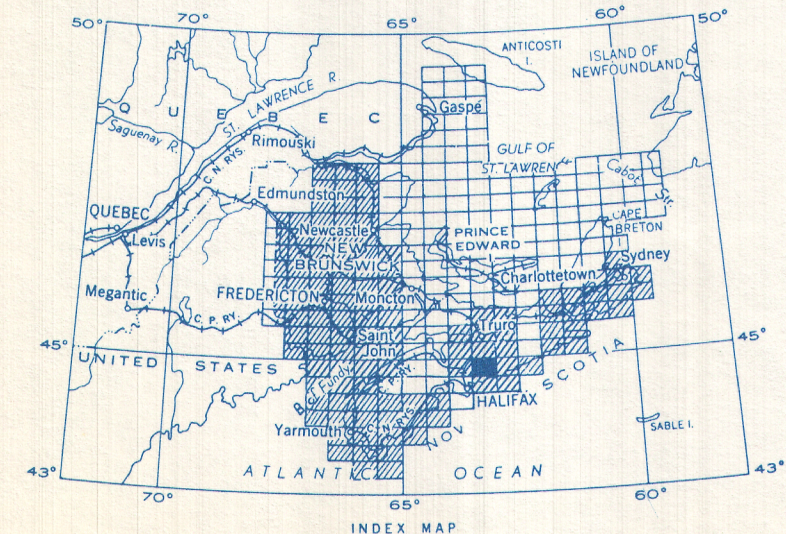 50° 70° 65° 60° 50°
ANTICOSTI
I.
ISLAND OF
NEWFOUNDLAND
QUEBEC
ST. LAWRENCE R.
Gaspé
Saguenay R.
Rimouski
C.N. RYS.
GULF OF
ST. LAWRENCE
Cabot
Str.
Edmundston
QUEBEC
Levis
Newcastle
NEW
BRUNSWICK
PRINCE
EDWARD
CAPE
BRETON
Sydney
Charlottetown
Megantic
FREDERICTON
Moncton
C. P. RY.
Truro
Saint
John
45° 45°
UNITED STATES
B. of Fundy
C. P. RY.
NOVA SCOTIA
HALIFAX
Yarmouth
C. N. RYS.
SABLE I.
43° ATLANTIC OCEAN 43°
70° 65° 60°
INDEX MAP